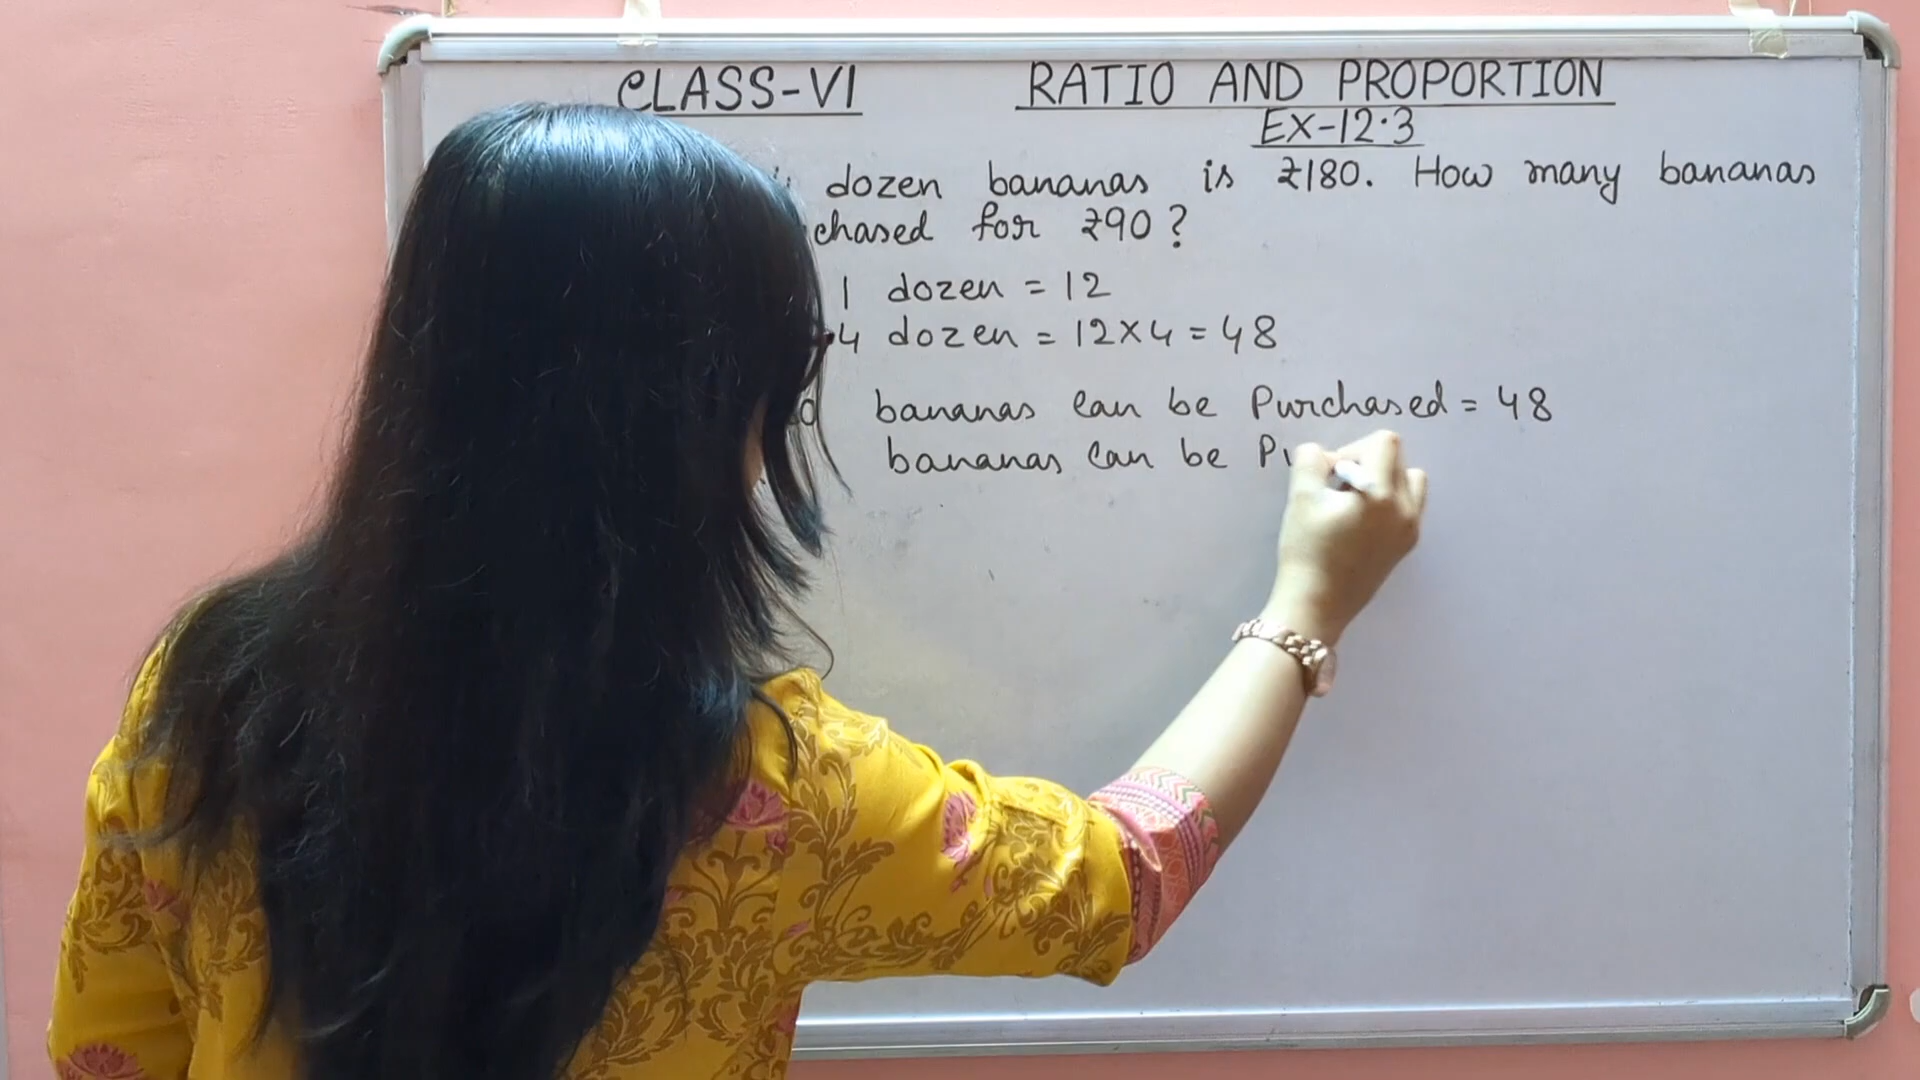 CLASS-VI
RATIO AND PROPORTION
EX-12.3
dozen bananas is ₹180. How many bananas
chased for ₹90?
1 dozen = 12
4 dozen = 12×4 = 48
bananas can be Purchased = 48
bananas can be